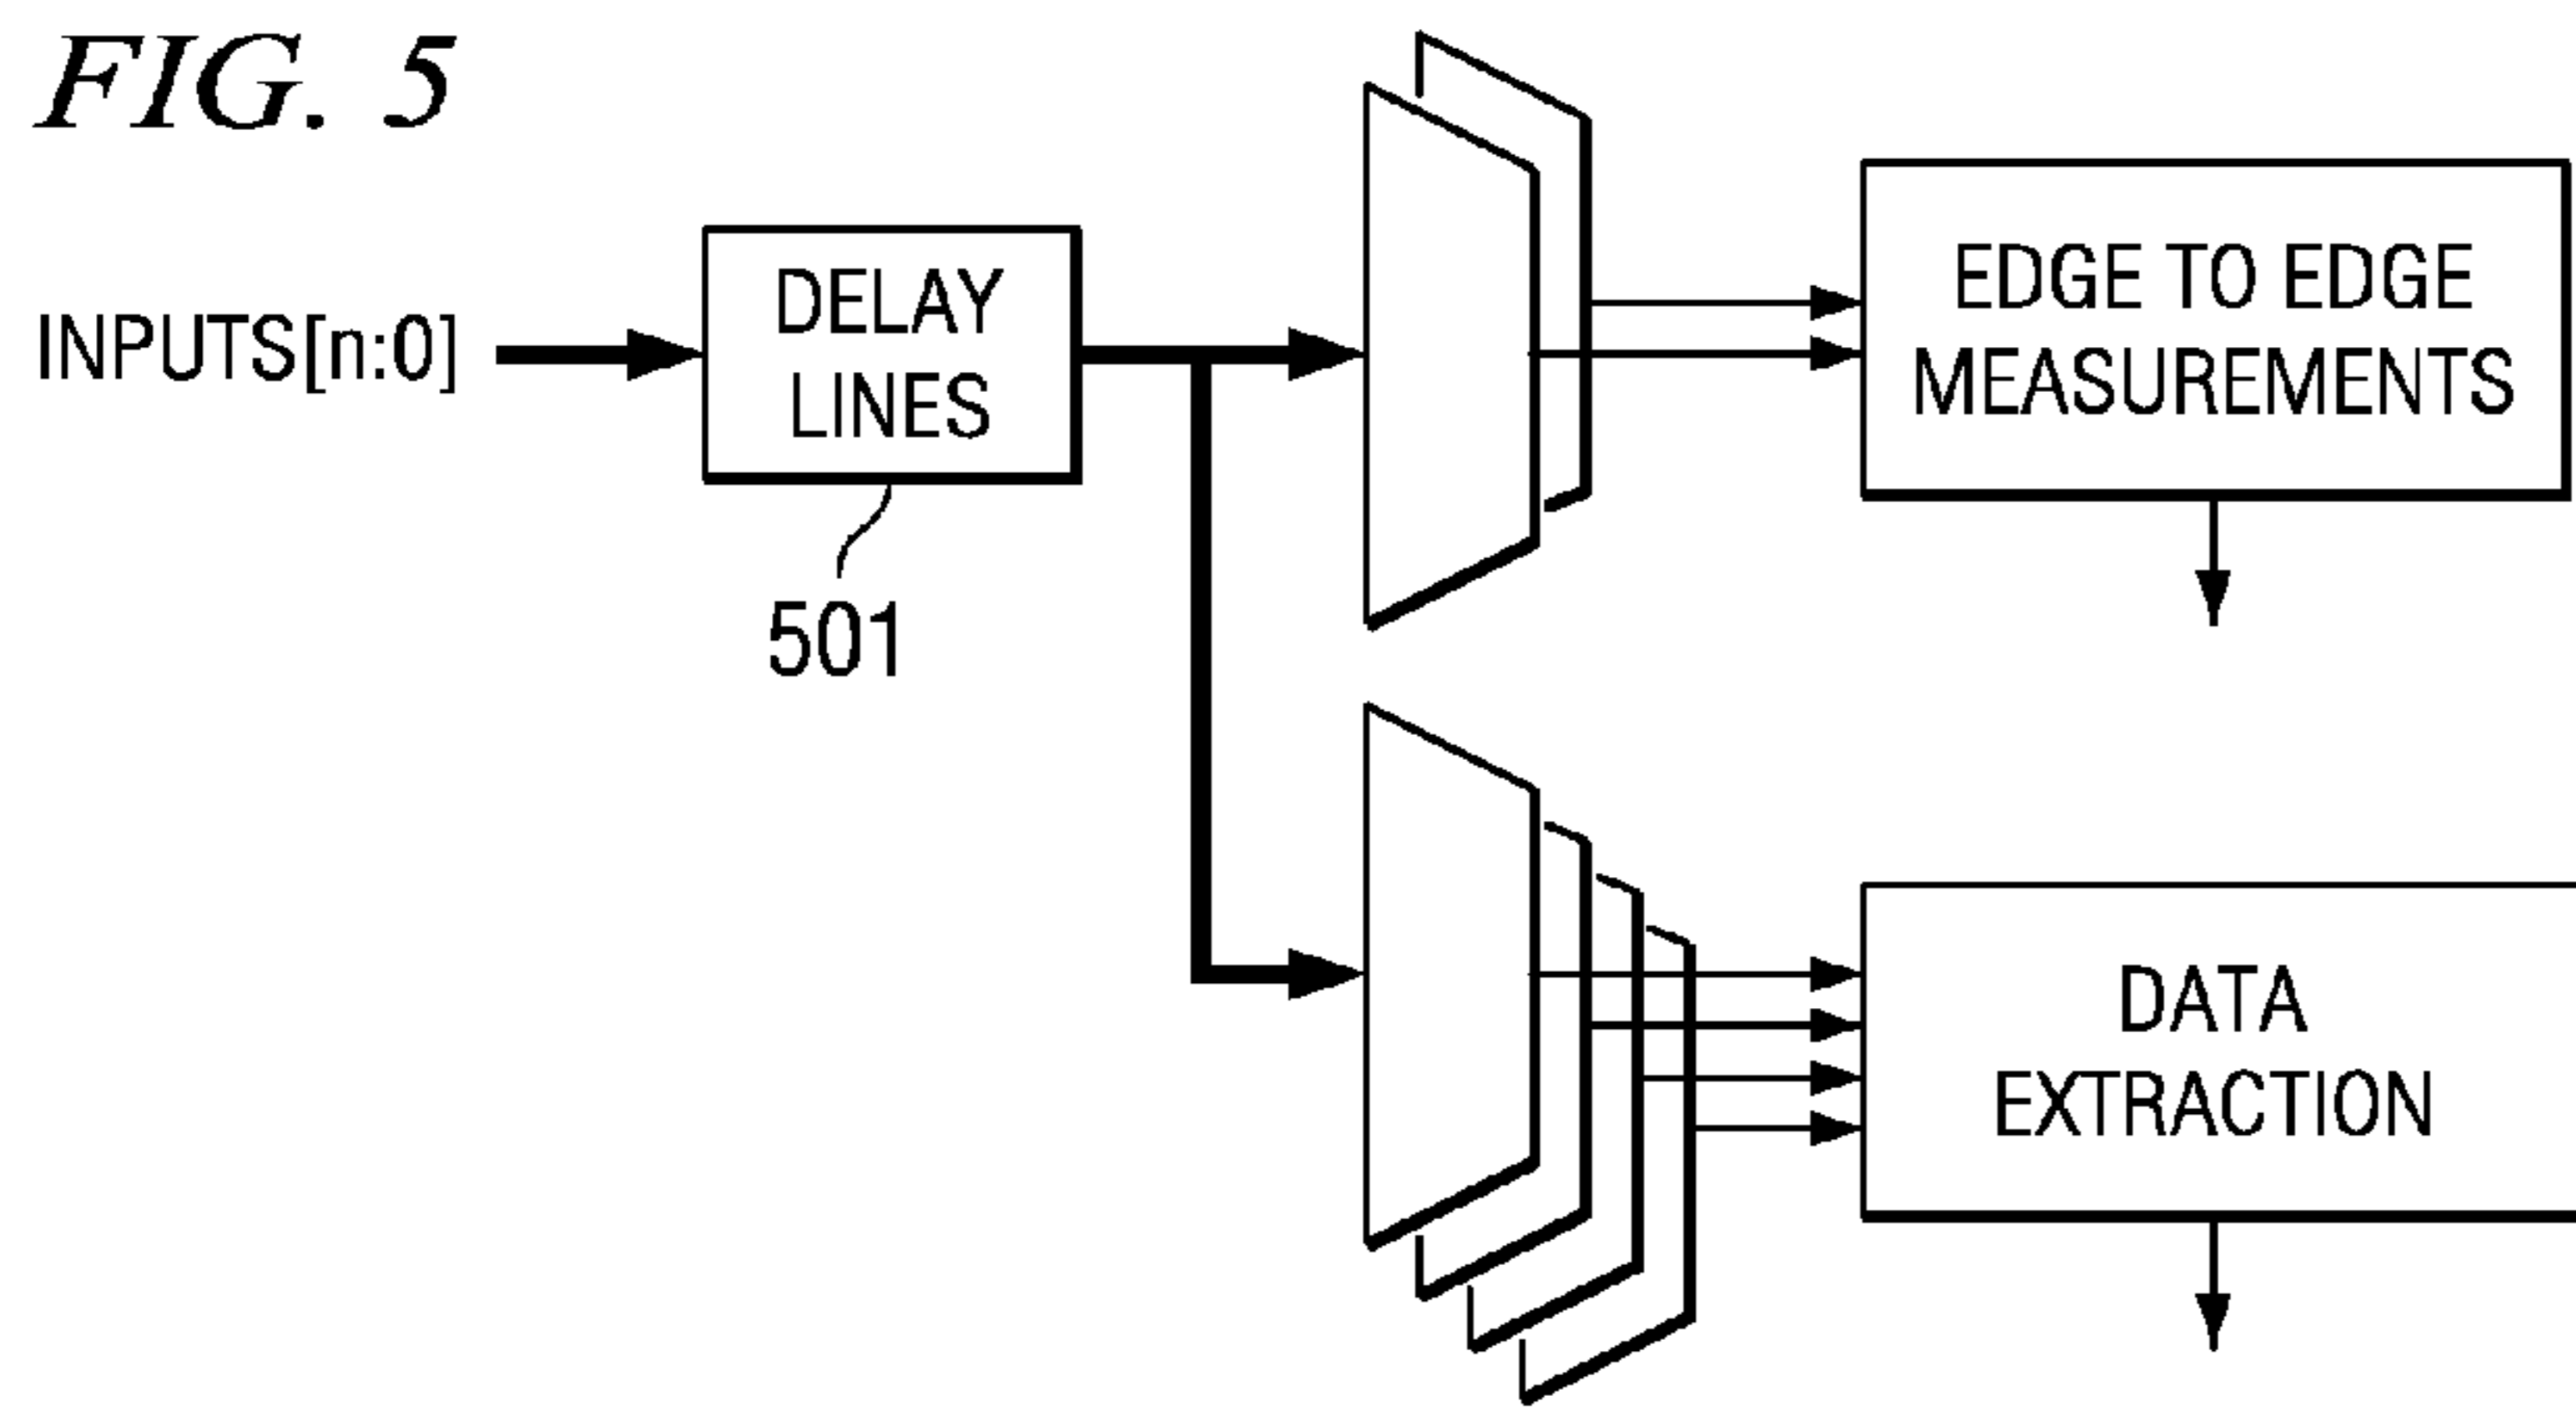 FIG. 5
INPUTS[n:0]
DELAY
LINES
501
EDGE TO EDGE
MEASUREMENTS
DATA
EXTRACTION